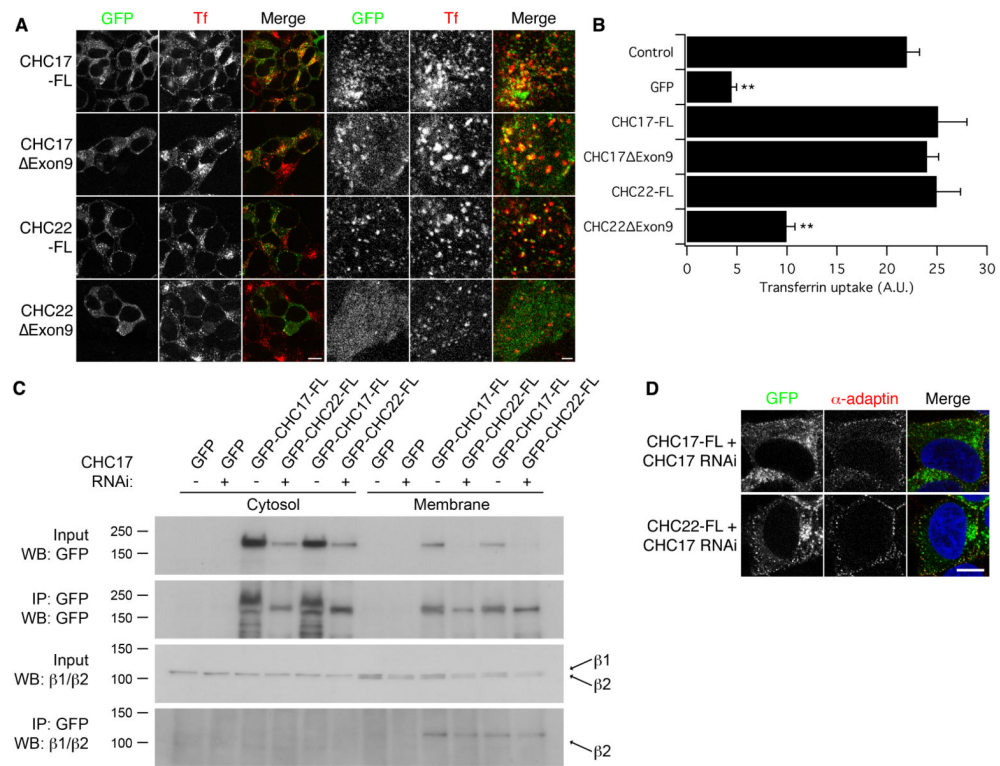 A
GFP Tf Merge GFP Tf Merge
CHC17
-FL
CHC17
ΔExon9
CHC22
-FL
CHC22
ΔExon9
B
Control
GFP
**
CHC17-FL
CHC17ΔExon9
CHC22-FL
CHC22ΔExon9
**
0 5 10 15 20 25 30
Transferrin uptake (A.U.)
C
GFP GFP GFP-CHC17-FL GFP-CHC22-FL GFP-CHC17-FL GFP-CHC22-FL GFP GFP GFP-CHC17-FL GFP-CHC22-FL GFP-CHC17-FL GFP-CHC22-FL
CHC17
RNAi: - + - + - + - + - + - +
Cytosol Membrane
Input
WB: GFP
250
150
IP: GFP
WB: GFP
250
150
Input
WB: β1/β2
150
100
β1
β2
IP: GFP
WB: β1/β2
150
100
β2
D
GFP α-adaptin Merge
CHC17-FL +
CHC17 RNAi
CHC22-FL +
CHC17 RNAi